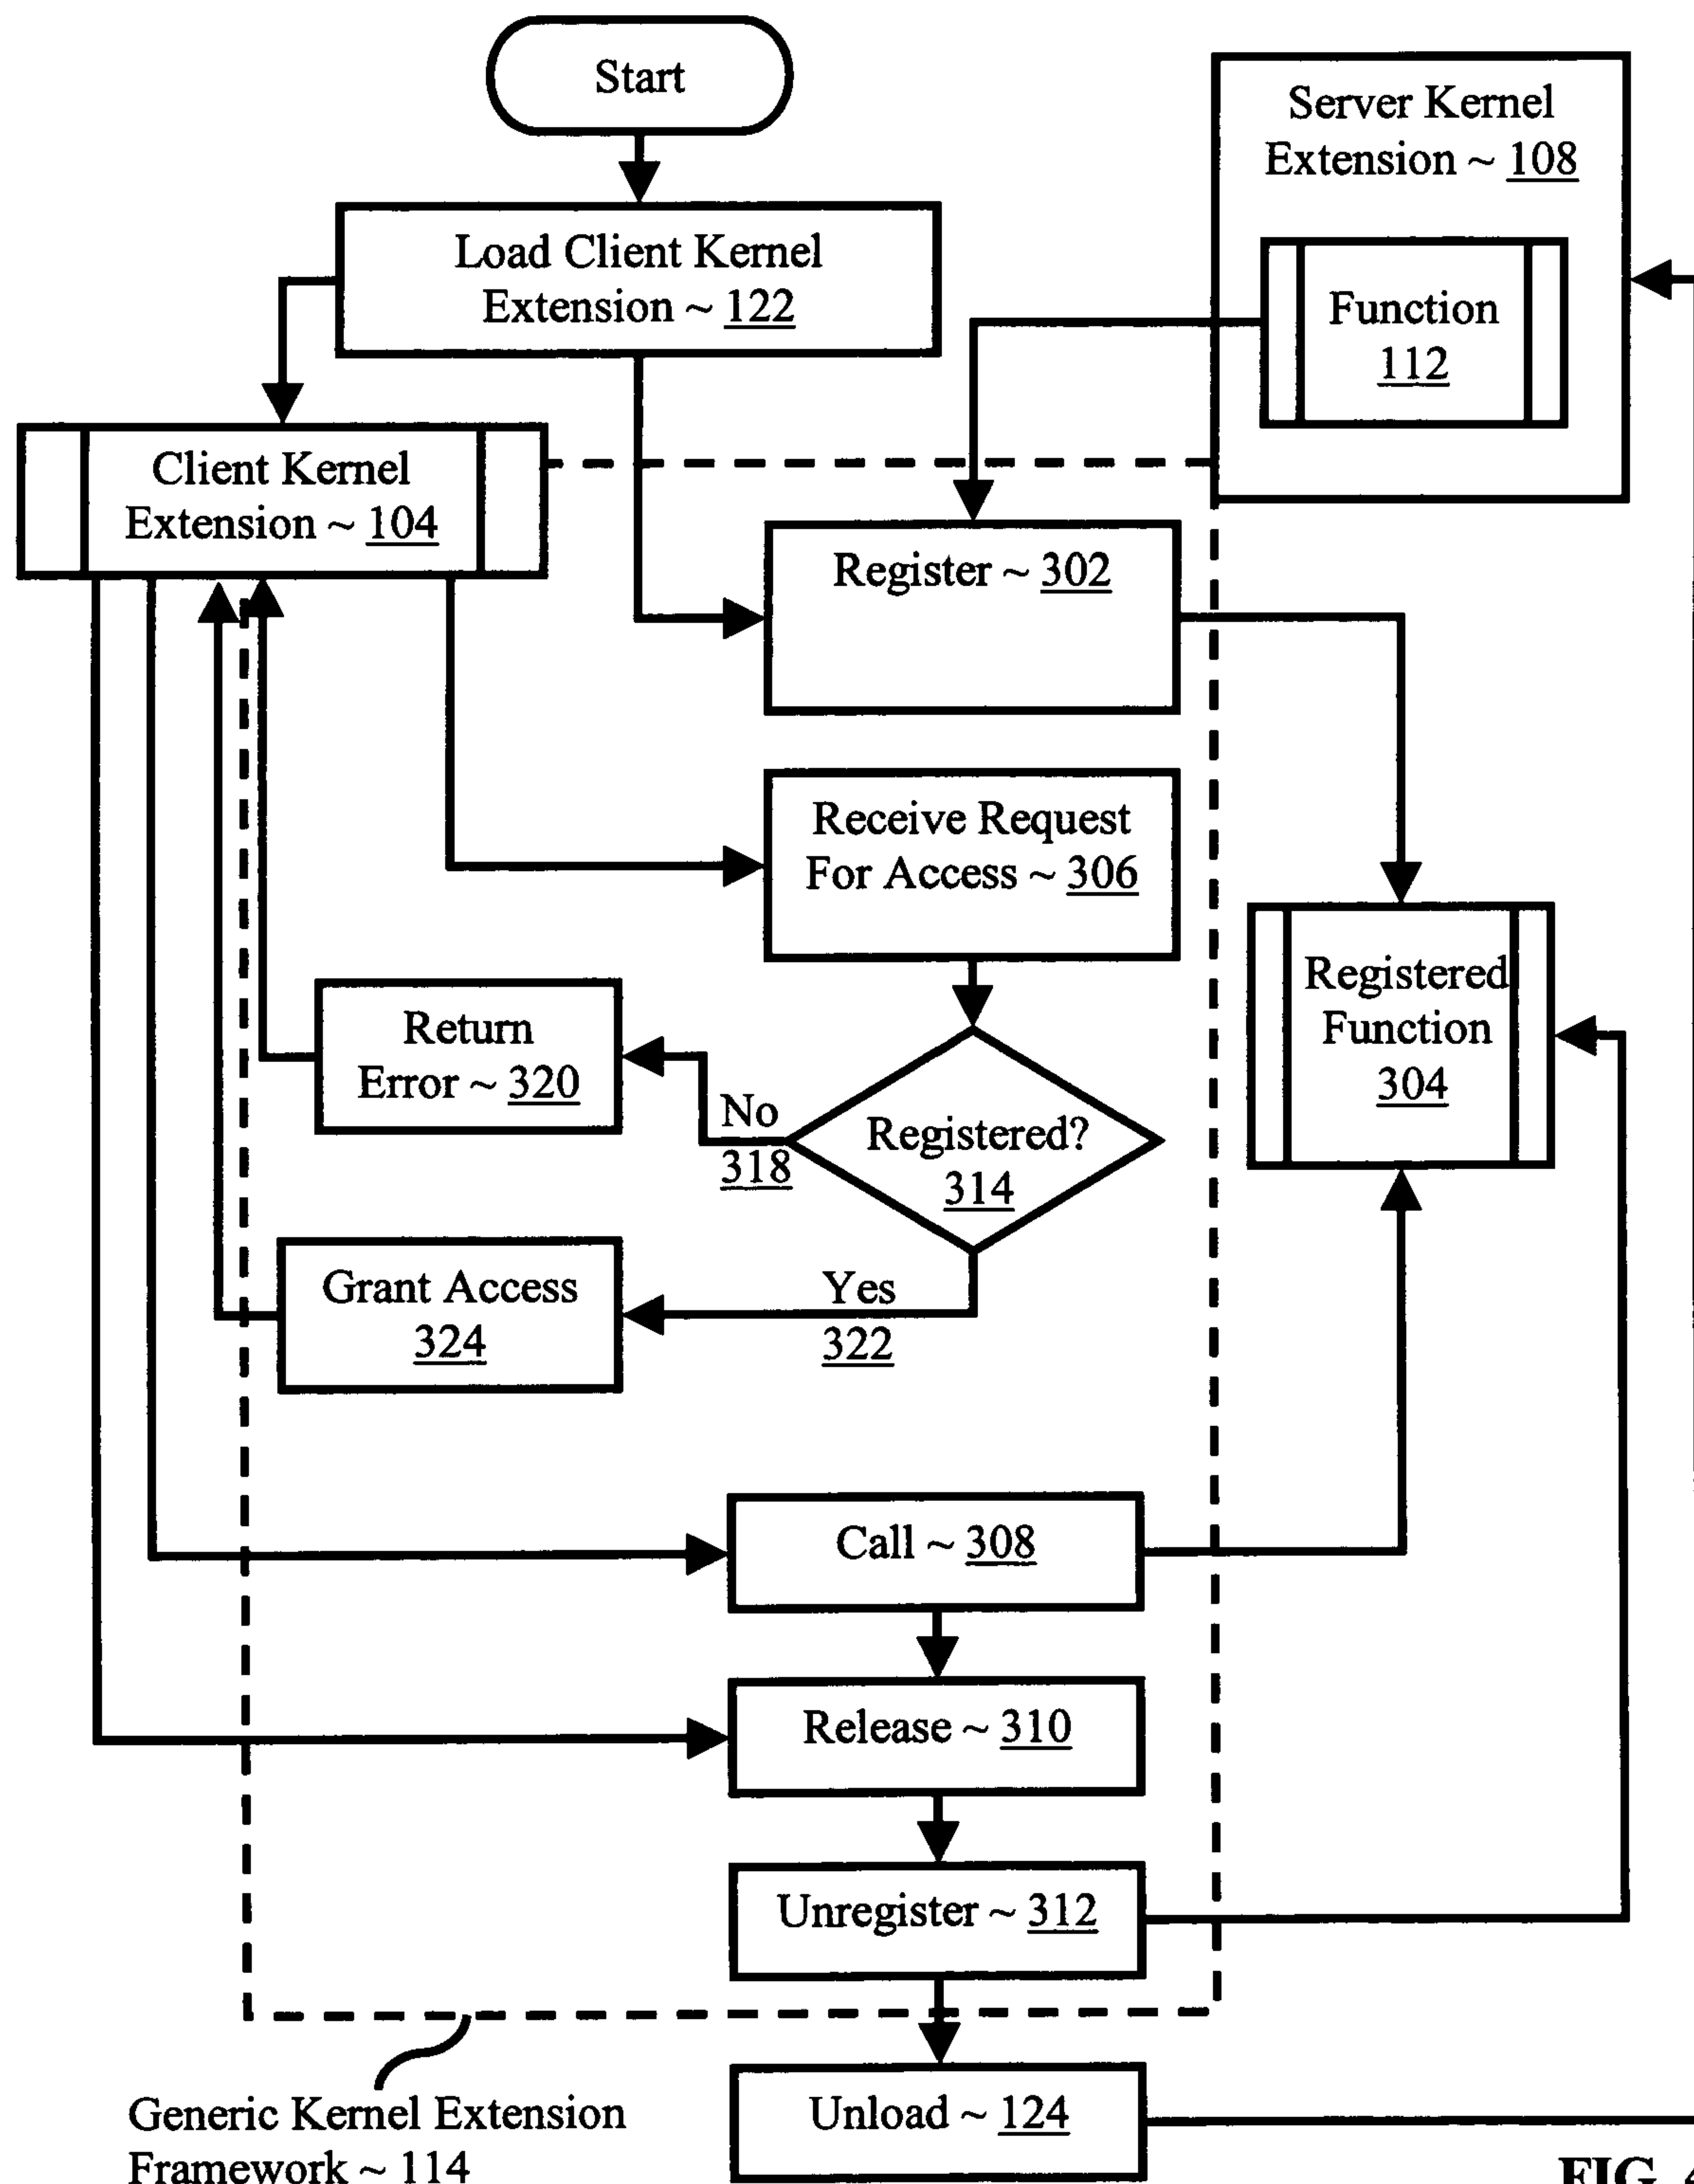 Start
Server Kernel
Extension ~ 108
Load Client Kernel
Extension ~ 122
Function
112
Client Kernel
Extension ~ 104
Register ~ 302
Receive Request
For Access ~ 306
Registered
Function
304
Return
Error ~ 320
No
318
Registered?
314
Grant Access
324
Yes
322
Call ~ 308
Release ~ 310
Unregister ~ 312
Generic Kernel Extension
Framework ~ 114
Unload ~ 124
FIG.